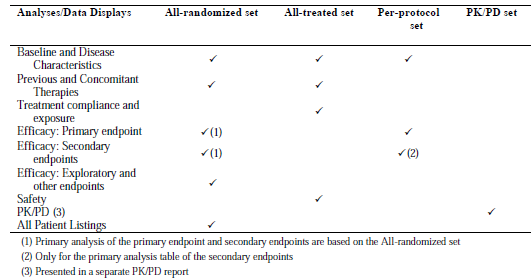 Analyses/Data Displays All-randomized set All-treated set Per-protocol set PK/PD set
Baseline and Disease Characteristics ✓ ✓ ✓
Previous and Concomitant Therapies ✓ ✓
Treatment compliance and exposure ✓
Efficacy: Primary endpoint ✓(1) ✓
Efficacy: Secondary endpoints ✓(1) ✓(2)
Efficacy: Exploratory and other endpoints ✓
Safety ✓
PK/PD (3) ✓
All Patient Listings ✓
(1) Primary analysis of the primary endpoint and secondary endpoints are based on the All-randomized set
(2) Only for the primary analysis table of the secondary endpoints
(3) Presented in a separate PK/PD report